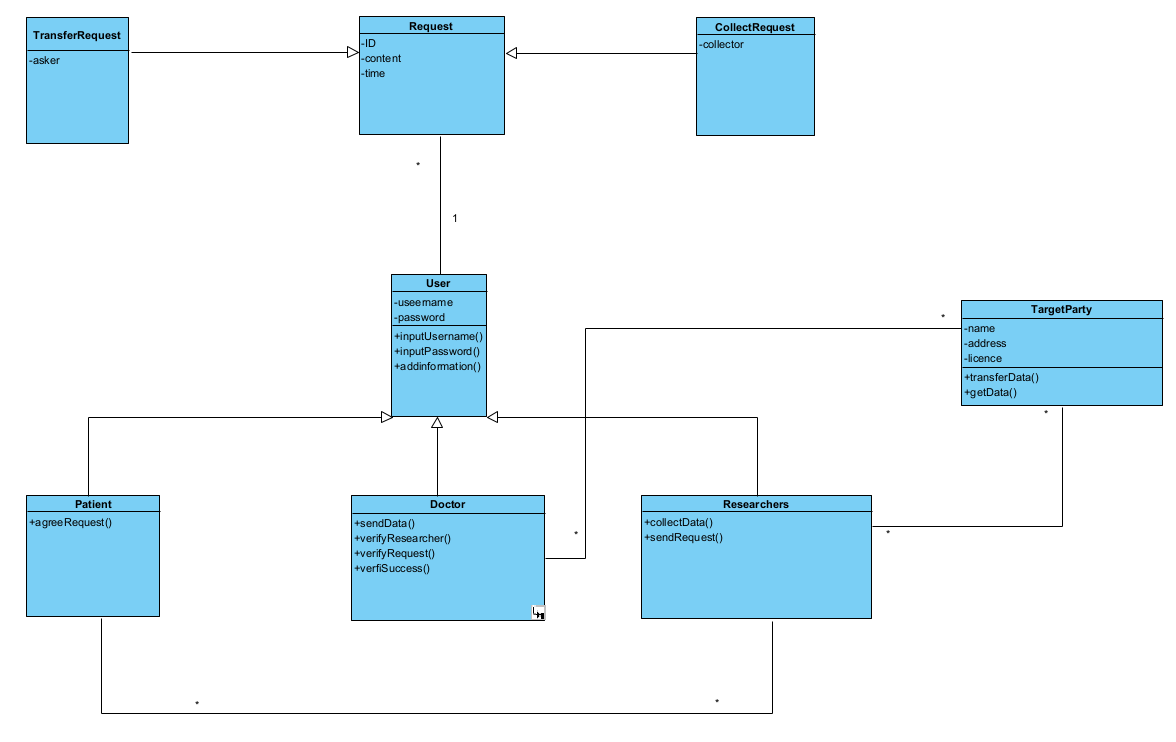 TransferRequest
-asker
Request
-ID
-content
-time
CollectRequest
-collector
*
1
User
-useername
-password
+inputUsername()
+inputPassword()
+addinformation()
TargetParty
-name
-address
-licence
+transferData()
+getData()
*
*
Patient
+agreeRequest()
Doctor
+sendData()
+verifyResearcher()
+verifyRequest()
+verfiSuccess()
*
Researchers
+collectData()
+sendRequest()
*
*
*